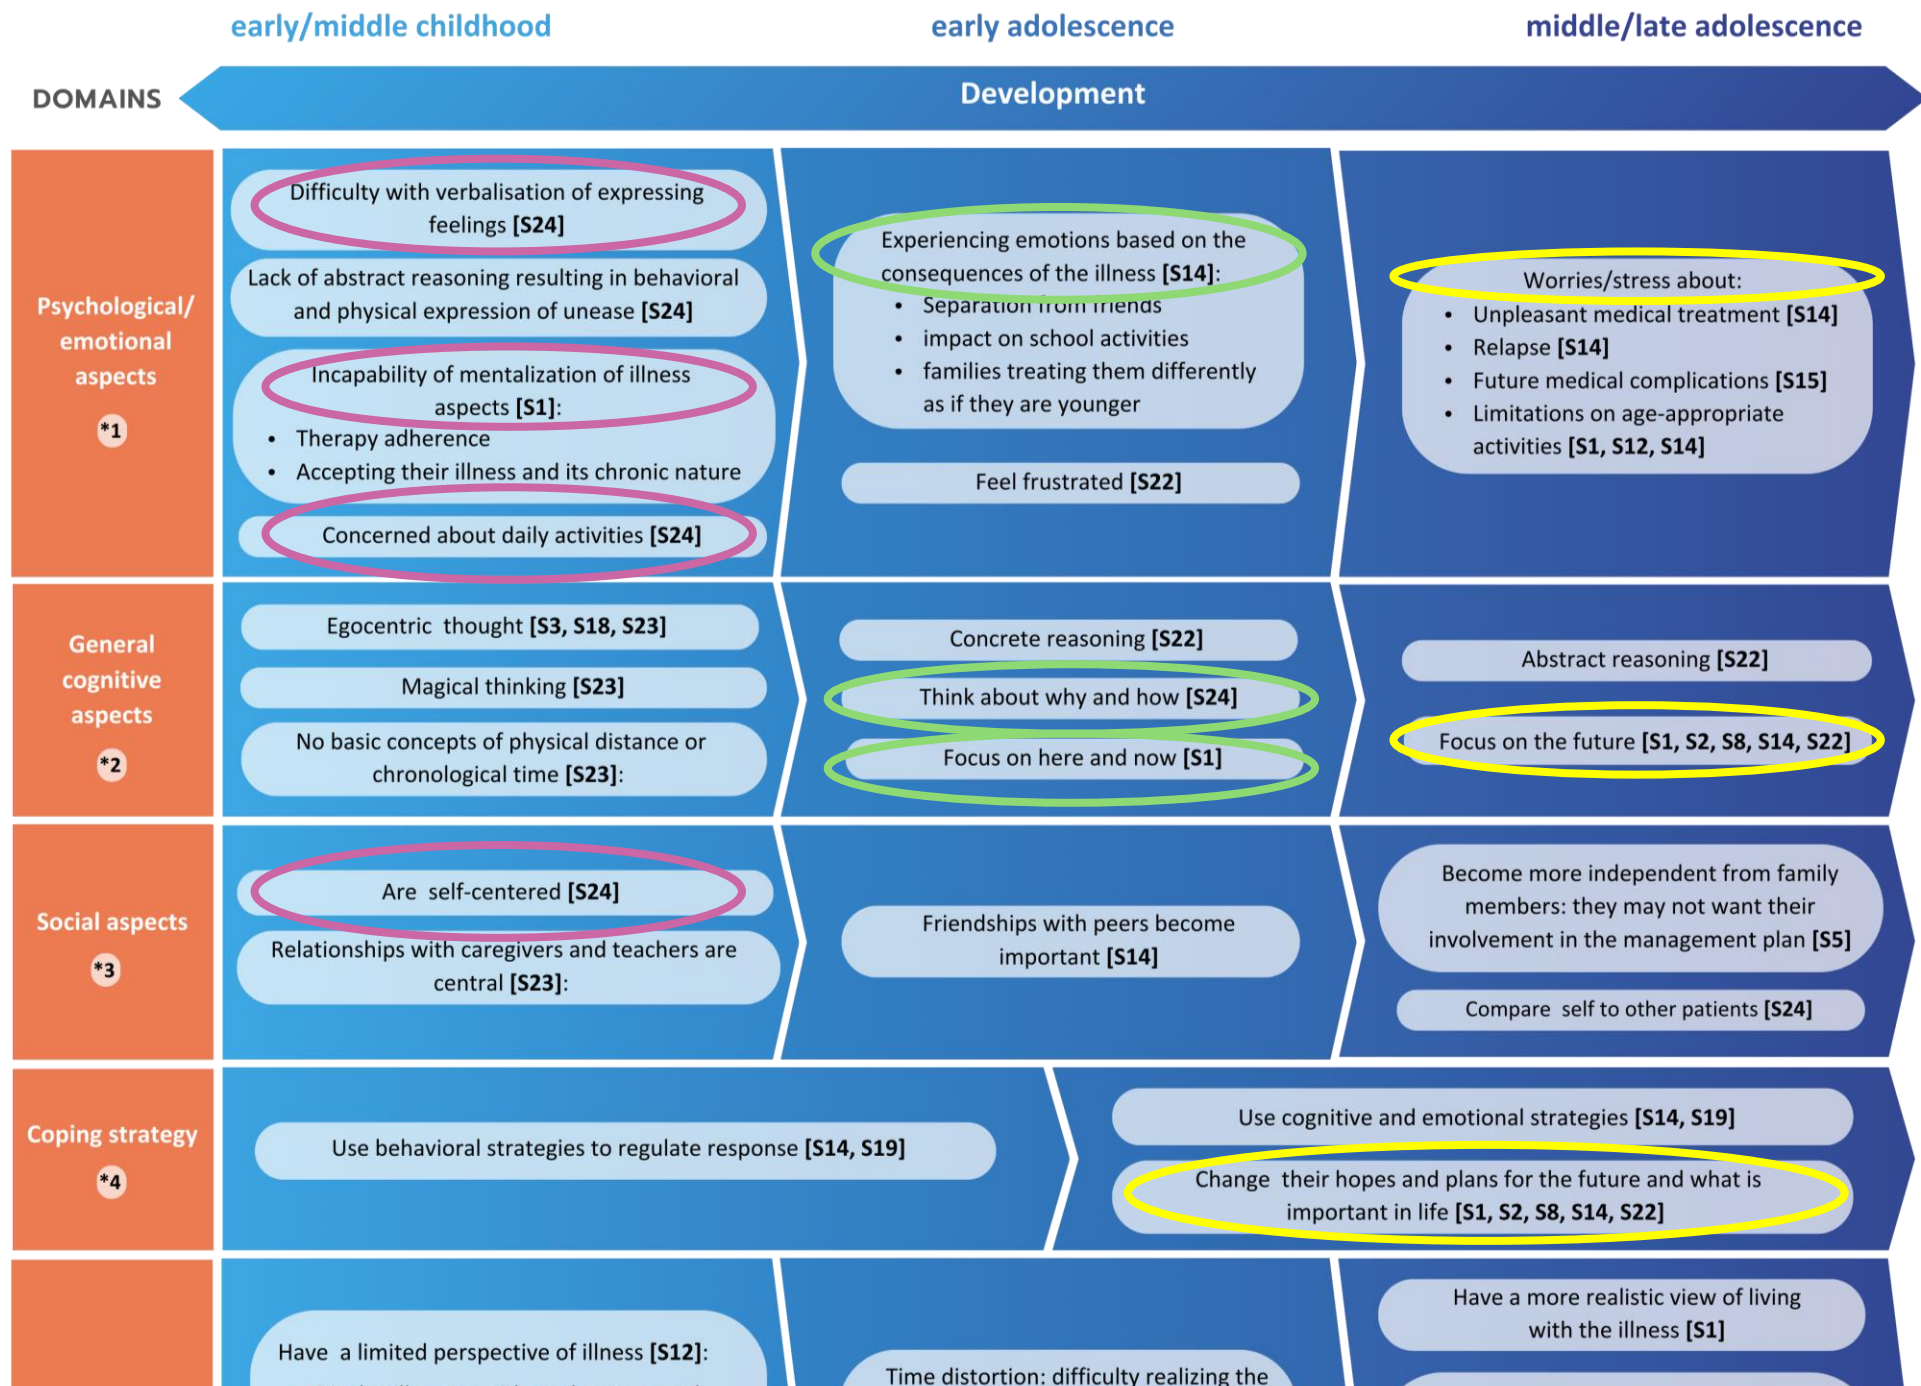 early/middle childhood
early adolescence
middle/late adolescence
DOMAINS
Development
Psychological/
emotional
aspects
*1
Difficulty with verbalisation of expressing
feelings [S24]
Lack of abstract reasoning resulting in behavioral
and physical expression of unease [S24]
Incapability of mentalization of illness
aspects [S1]:
• Therapy adherence
• Accepting their illness and its chronic nature
Concerned about daily activities [S24]
Experiencing emotions based on the
consequences of the illness [S14]:
• Separation from friends
• impact on school activities
• families treating them differently
as if they are younger
Feel frustrated [S22]
Worries/stress about:
• Unpleasant medical treatment [S14]
• Relapse [S14]
• Future medical complications [S15]
• Limitations on age-appropriate
activities [S1, S12, S14]
General
cognitive
aspects
*2
Egocentric thought [S3, S18, S23]
Magical thinking [S23]
No basic concepts of physical distance or
chronological time [S23]:
Concrete reasoning [S22]
Think about why and how [S24]
Focus on here and now [S1]
Abstract reasoning [S22]
Focus on the future [S1, S2, S8, S14, S22]
Social aspects
*3
Are self-centered [S24]
Relationships with caregivers and teachers are
central [S23]:
Friendships with peers become
important [S14]
Become more independent from family
members: they may not want their
involvement in the management plan [S5]
Compare self to other patients [S24]
Coping strategy
*4
Use behavioral strategies to regulate response [S14, S19]
Use cognitive and emotional strategies [S14, S19]
Change their hopes and plans for the future and what is
important in life [S1, S2, S8, S14, S22]
Have a limited perspective of illness [S12]:
Time distortion: difficulty realizing the
Have a more realistic view of living
with the illness [S1]